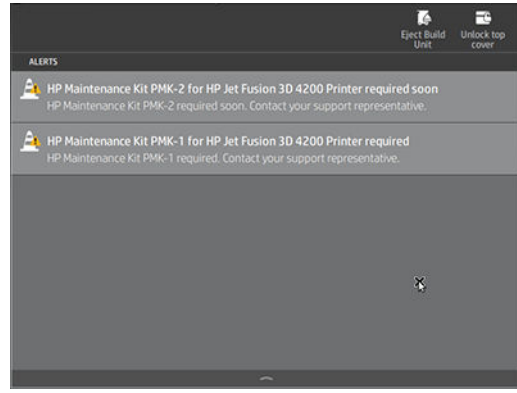 Eject Build
Unit
Unlock top
cover
ALERTS
HP Maintenance Kit PMK-2 for HP Jet Fusion 3D 4200 Printer required soon
HP Maintenance Kit PMK-2 required soon. Contact your support representative.
HP Maintenance Kit PMK-1 for HP Jet Fusion 3D 4200 Printer required
HP Maintenance Kit PMK-1 required. Contact your support representative.